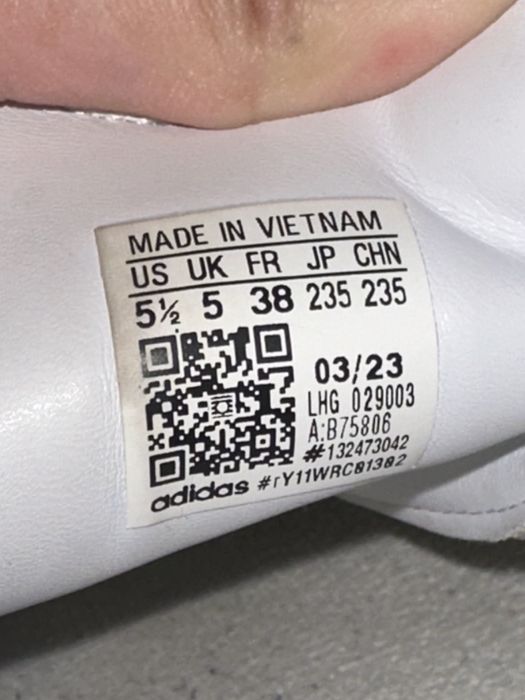 MADE IN VIETNAM
US UK FR JP CHN
5½ 5 38 235 235
03/23
LHG 029003
A:B75806
#132473042
adidas #rY11WRC01302